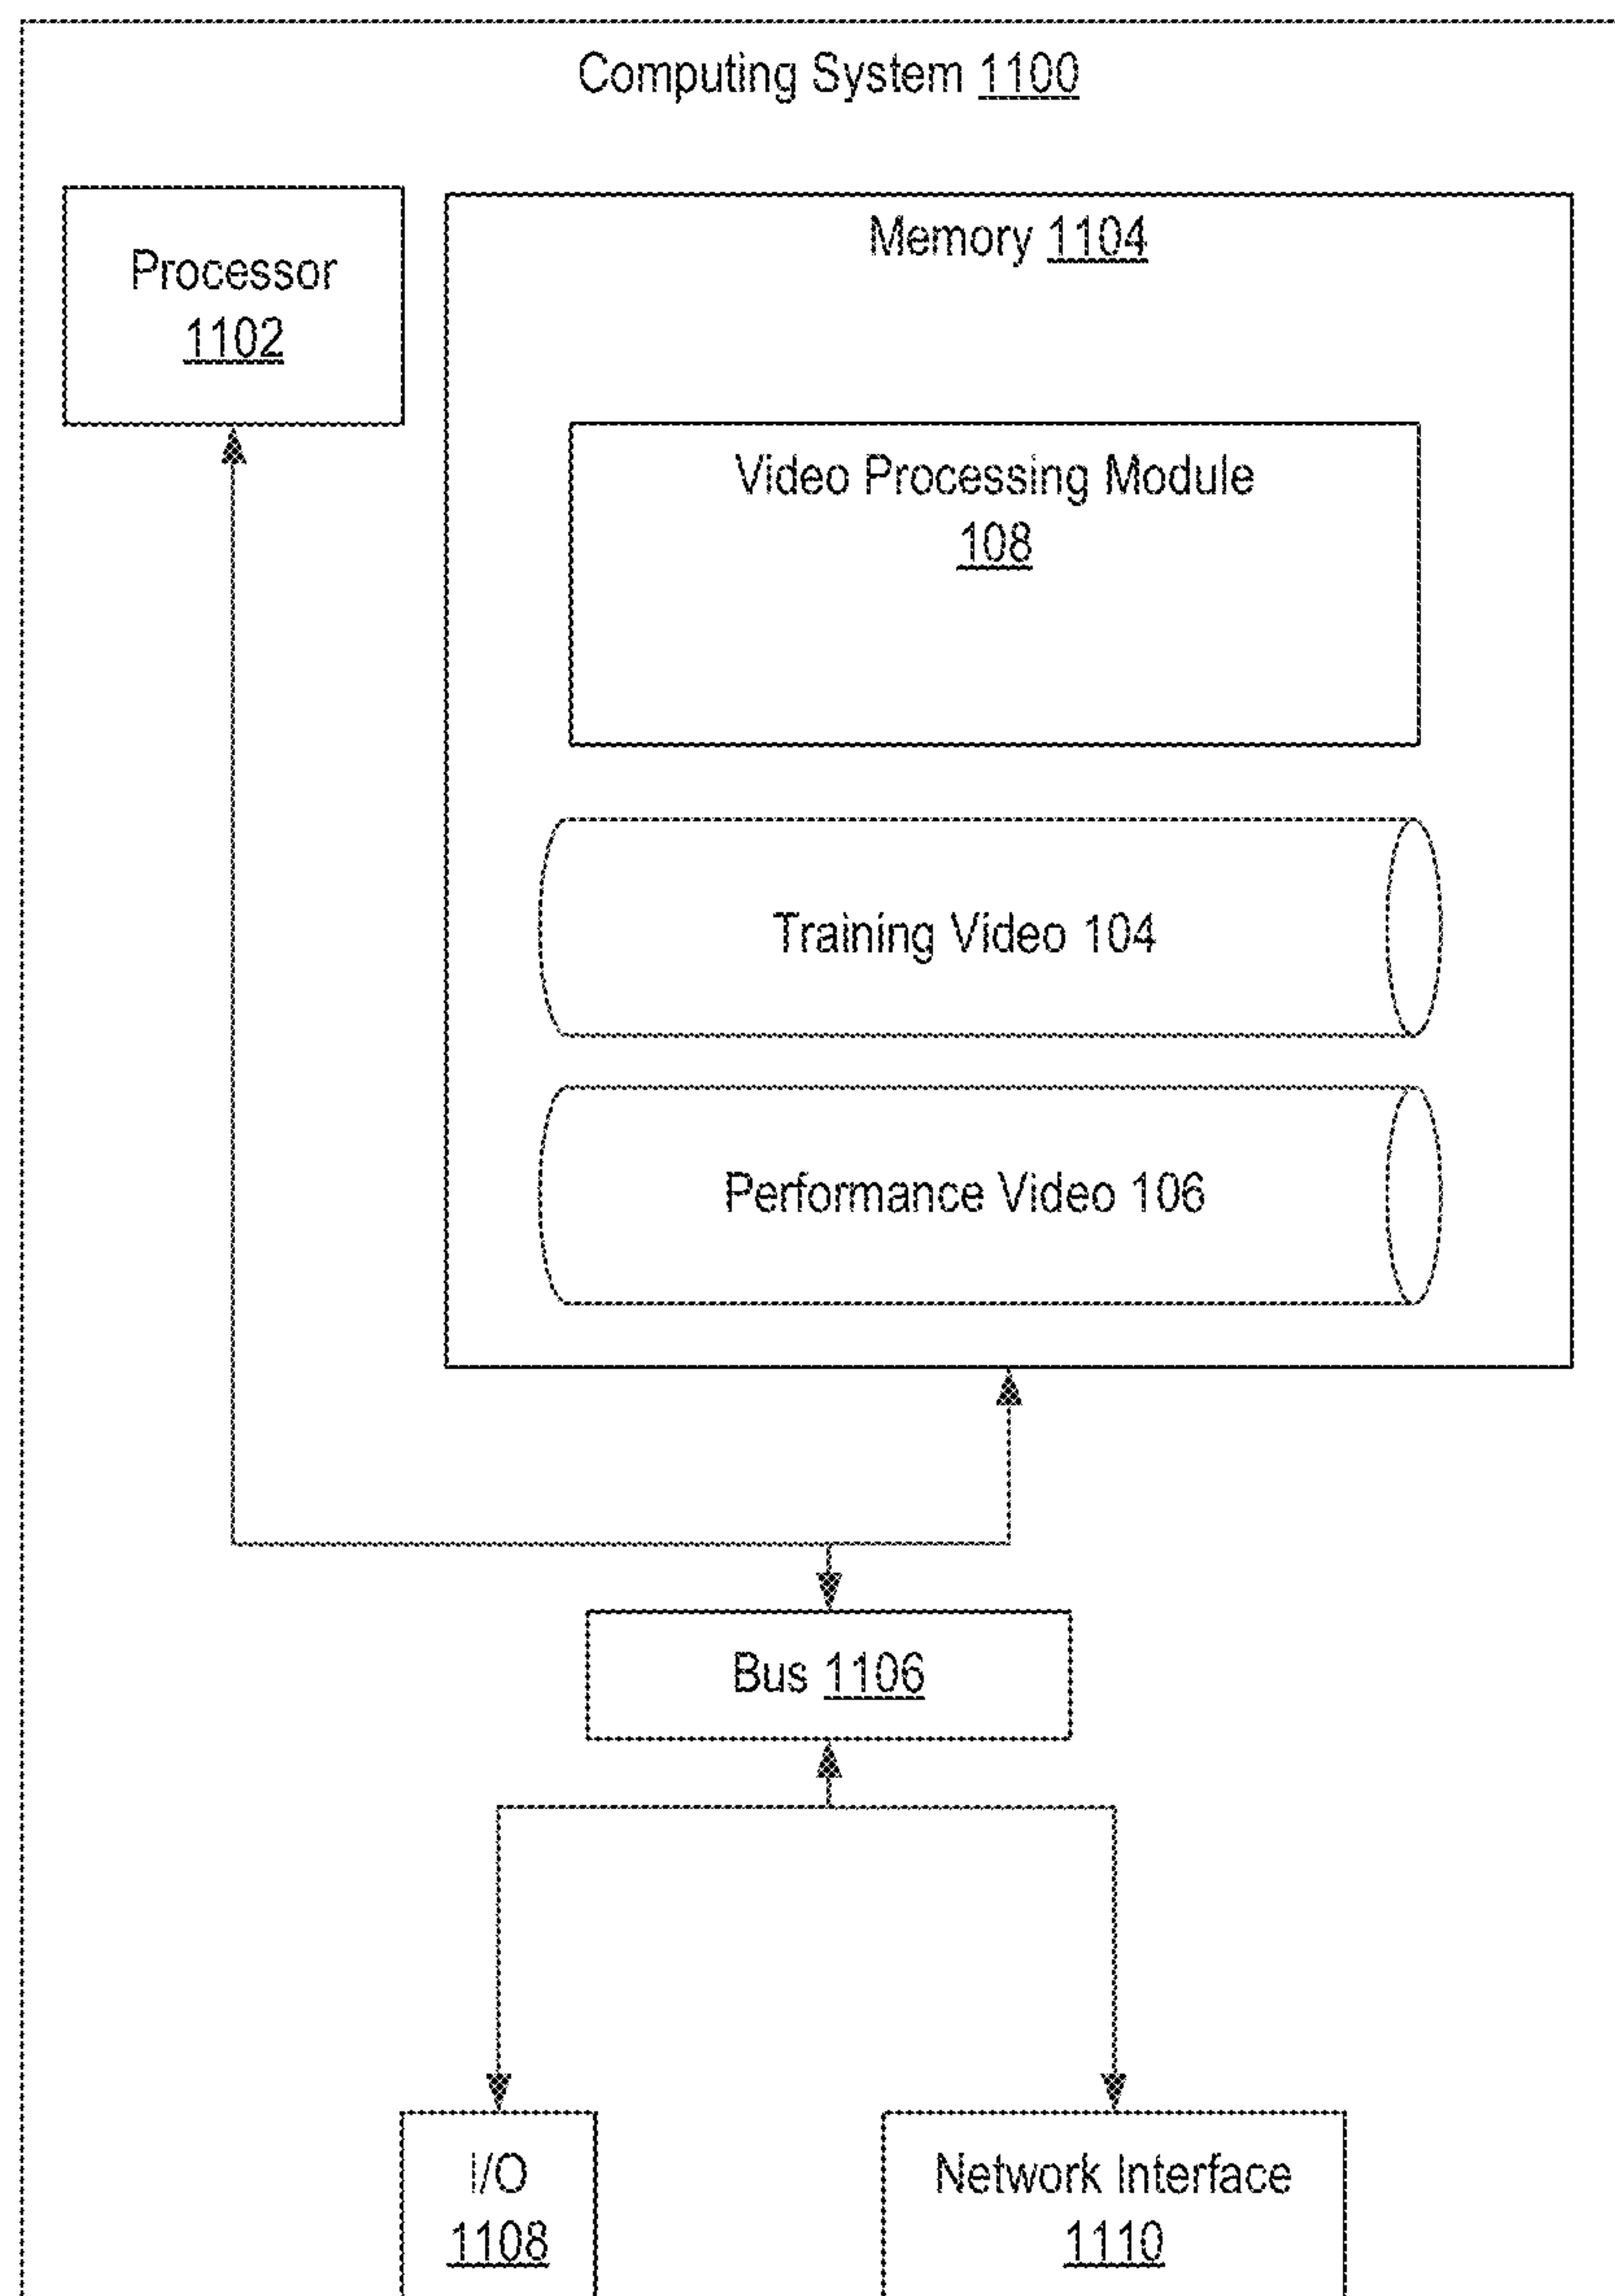 Computing System 1100
Processor
1102
Memory 1104
Video Processing Module
108
Training Video 104
Performance Video 106
Bus 1106
I/O
1108
Network Interface
1110